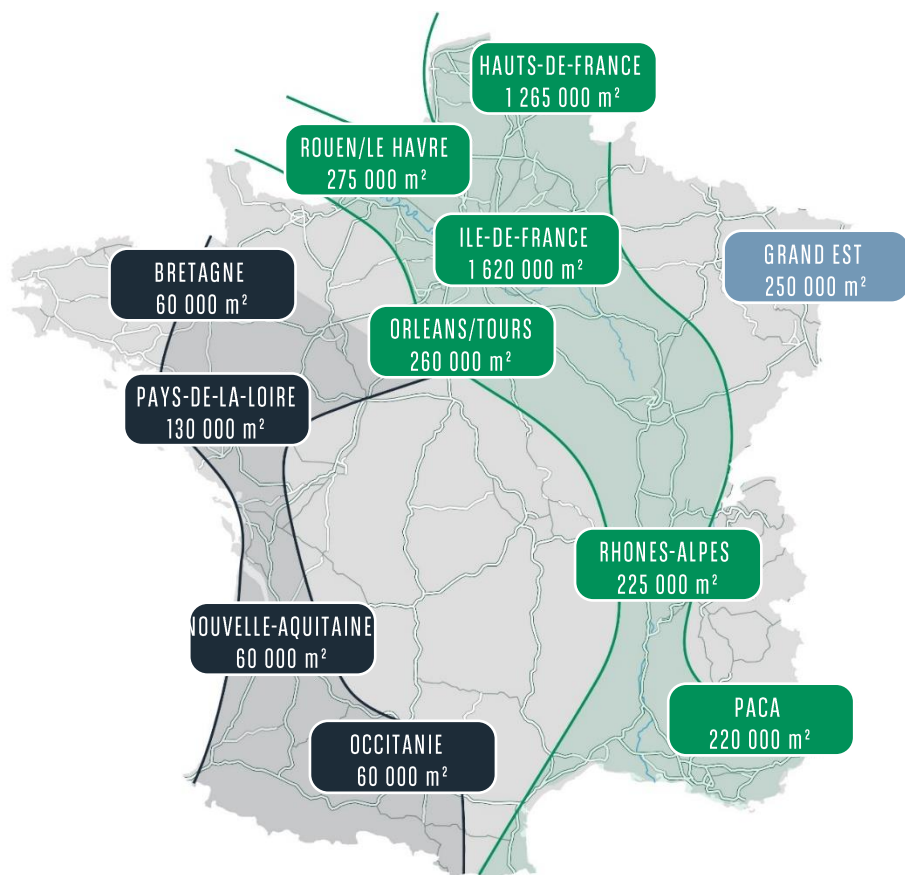 HAUTS-DE-FRANCE
1 265 000 m²
ROUEN/LE HAVRE
275 000 m²
ILE-DE-FRANCE
1 620 000 m²
GRAND EST
250 000 m²
BRETAGNE
60 000 m²
ORLEANS/TOURS
260 000 m²
PAYS-DE-LA-LOIRE
130 000 m²
RHONES-ALPES
225 000 m²
NOUVELLE-AQUITAINE
60 000 m²
PACA
220 000 m²
OCCITANIE
60 000 m²